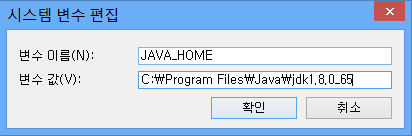 시스템 변수 편집
변수 이름(N): JAVA_HOME
변수 값(V): C:₩Program Files₩Java₩jdk1,8,0_65
확인 취소